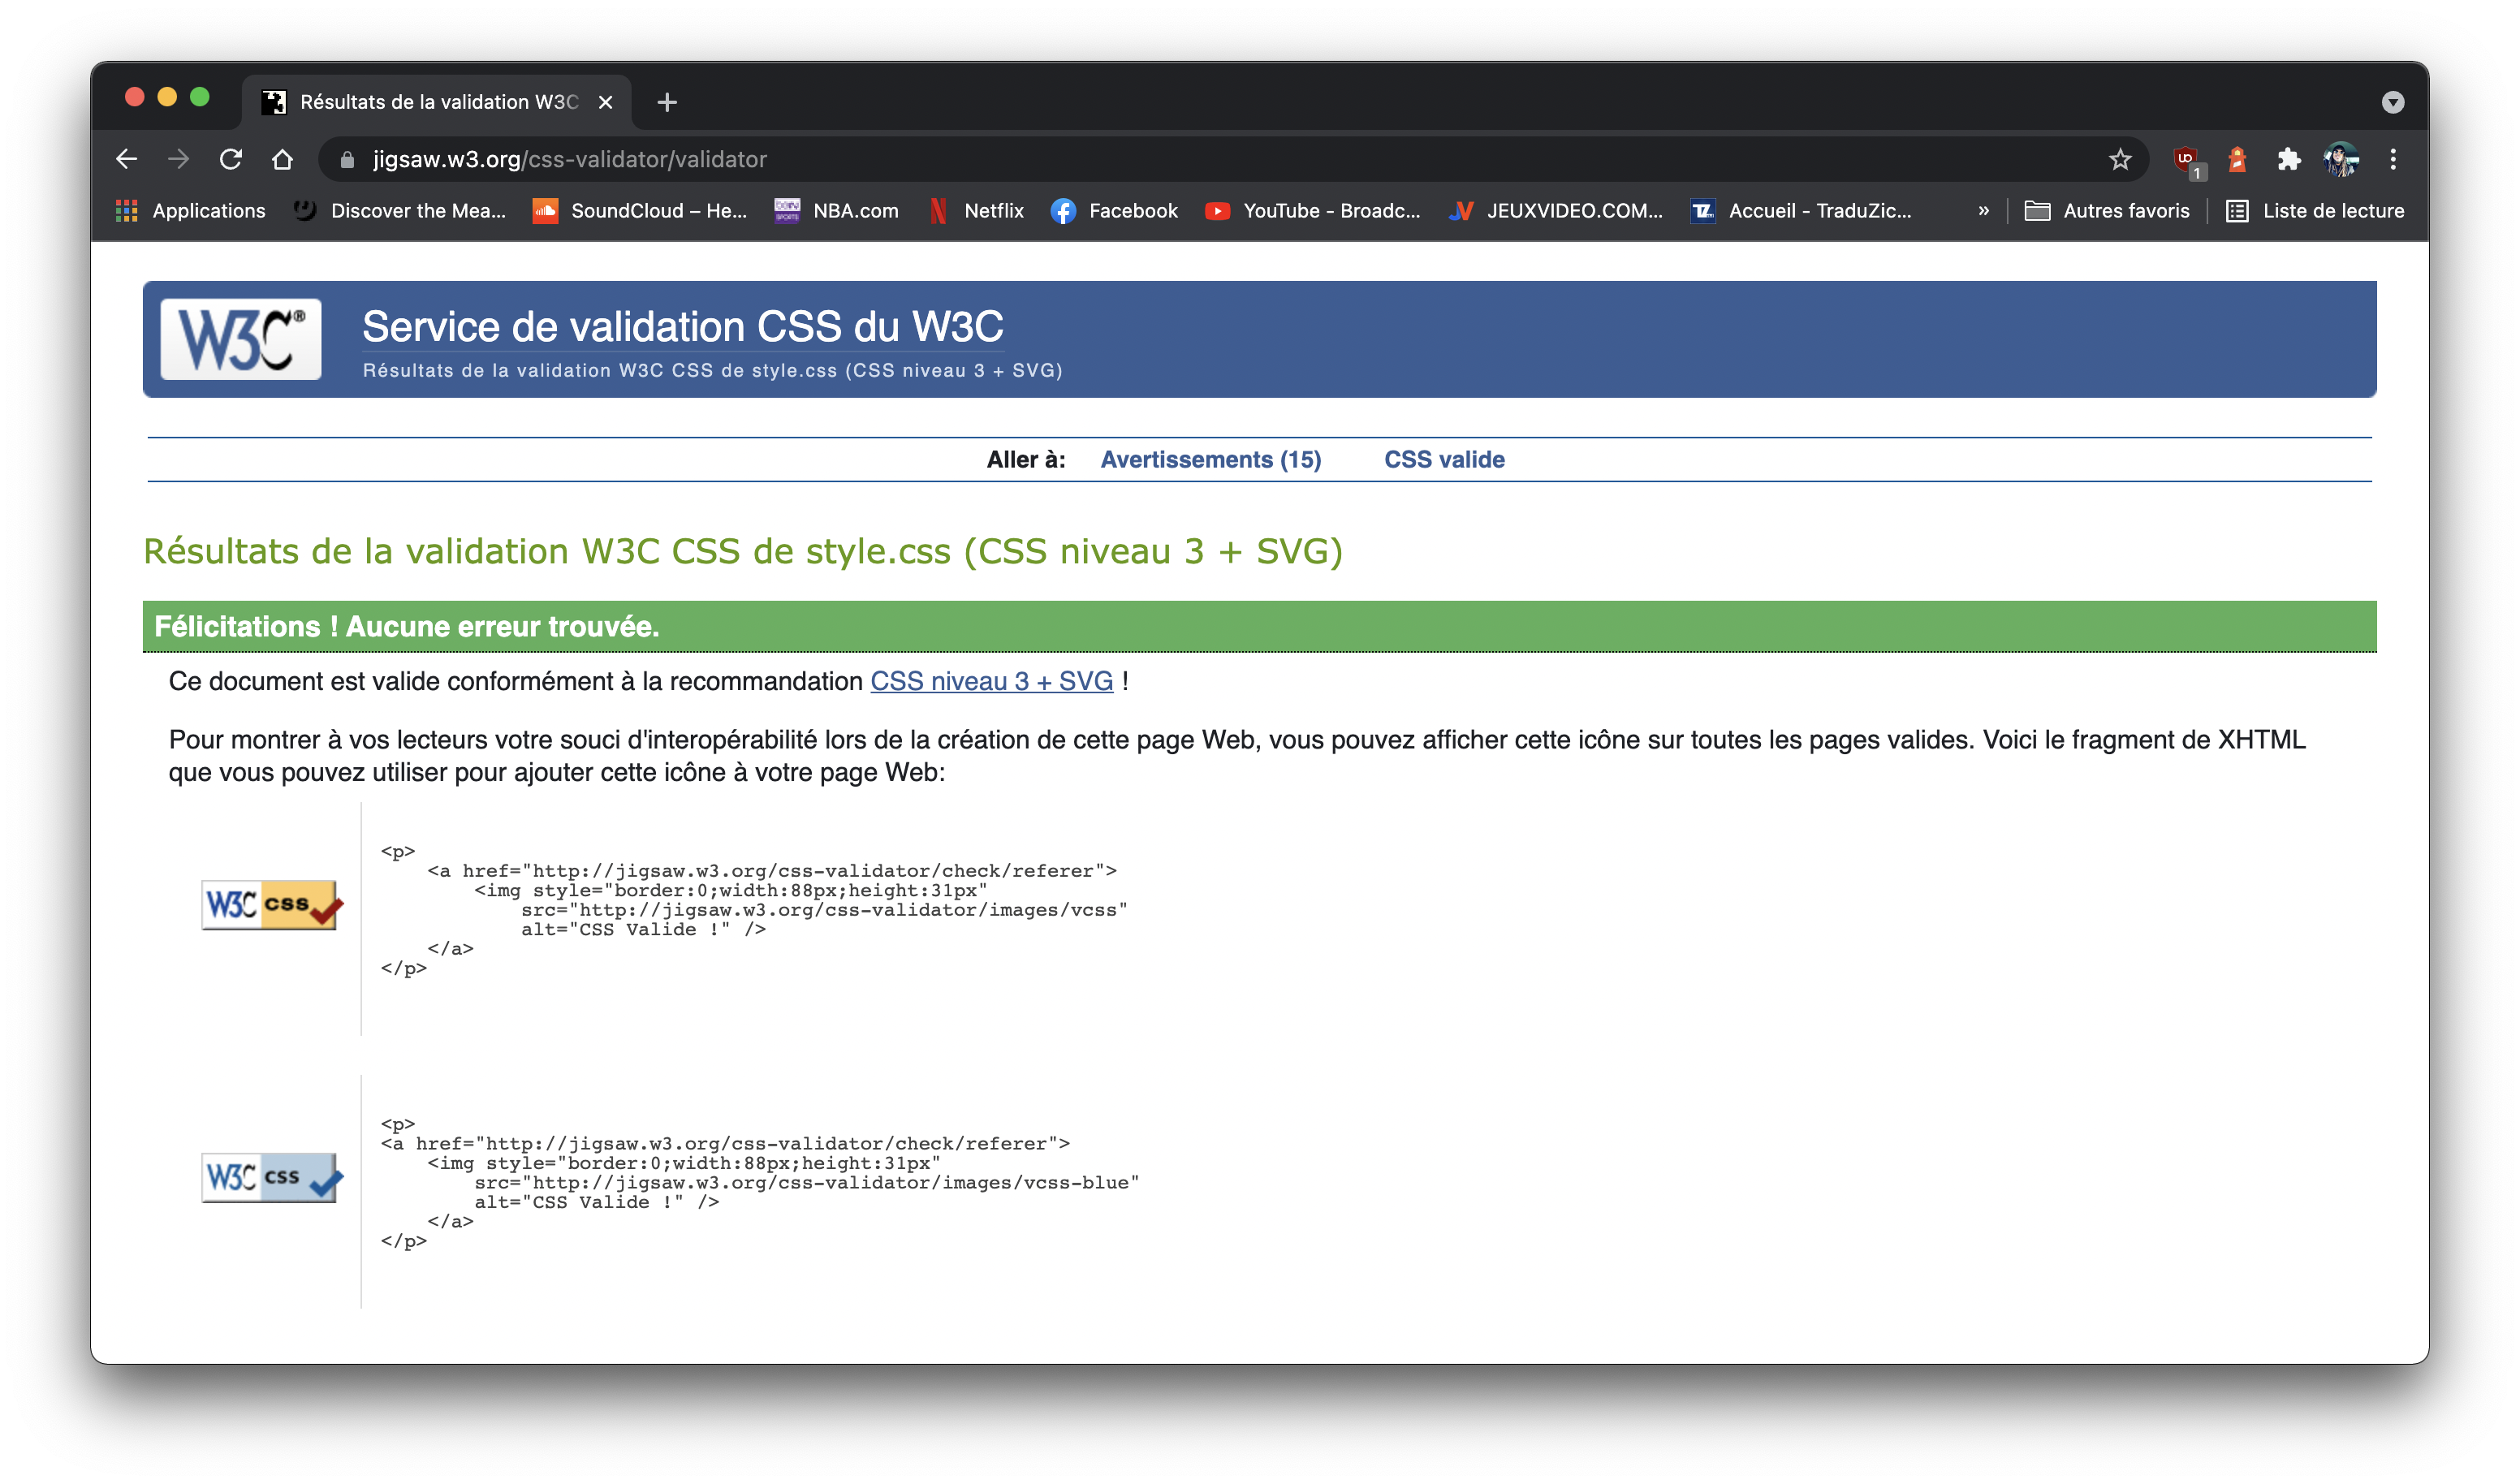 Résultats de la validation W3C
jigsaw.w3.org/css-validator/validator
1
Applications
Discover the Mea...
SoundCloud – He...
NBA.com
Netflix
Facebook
YouTube - Broadc...
JEUXVIDEO.COM...
Accueil - TraduZic...
»
Autres favoris
Liste de lecture
W3C®
Service de validation CSS du W3C
Résultats de la validation W3C CSS de style.css (CSS niveau 3 + SVG)
Aller à: Avertissements (15) CSS valide
Résultats de la validation W3C CSS de style.css (CSS niveau 3 + SVG)
Félicitations ! Aucune erreur trouvée.
Ce document est valide conformément à la recommandation CSS niveau 3 + SVG !
Pour montrer à vos lecteurs votre souci d'interopérabilité lors de la création de cette page Web, vous pouvez afficher cette icône sur toutes les pages valides. Voici le fragment de XHTML
que vous pouvez utiliser pour ajouter cette icône à votre page Web:
W3C css
<p>
    <a href="http://jigsaw.w3.org/css-validator/check/referer">
        <img style="border:0;width:88px;height:31px"
            src="http://jigsaw.w3.org/css-validator/images/vcss"
            alt="CSS Valide !" />
    </a>
</p>
W3C css
<p>
<a href="http://jigsaw.w3.org/css-validator/check/referer">
    <img style="border:0;width:88px;height:31px"
        src="http://jigsaw.w3.org/css-validator/images/vcss-blue"
        alt="CSS Valide !" />
    </a>
</p>